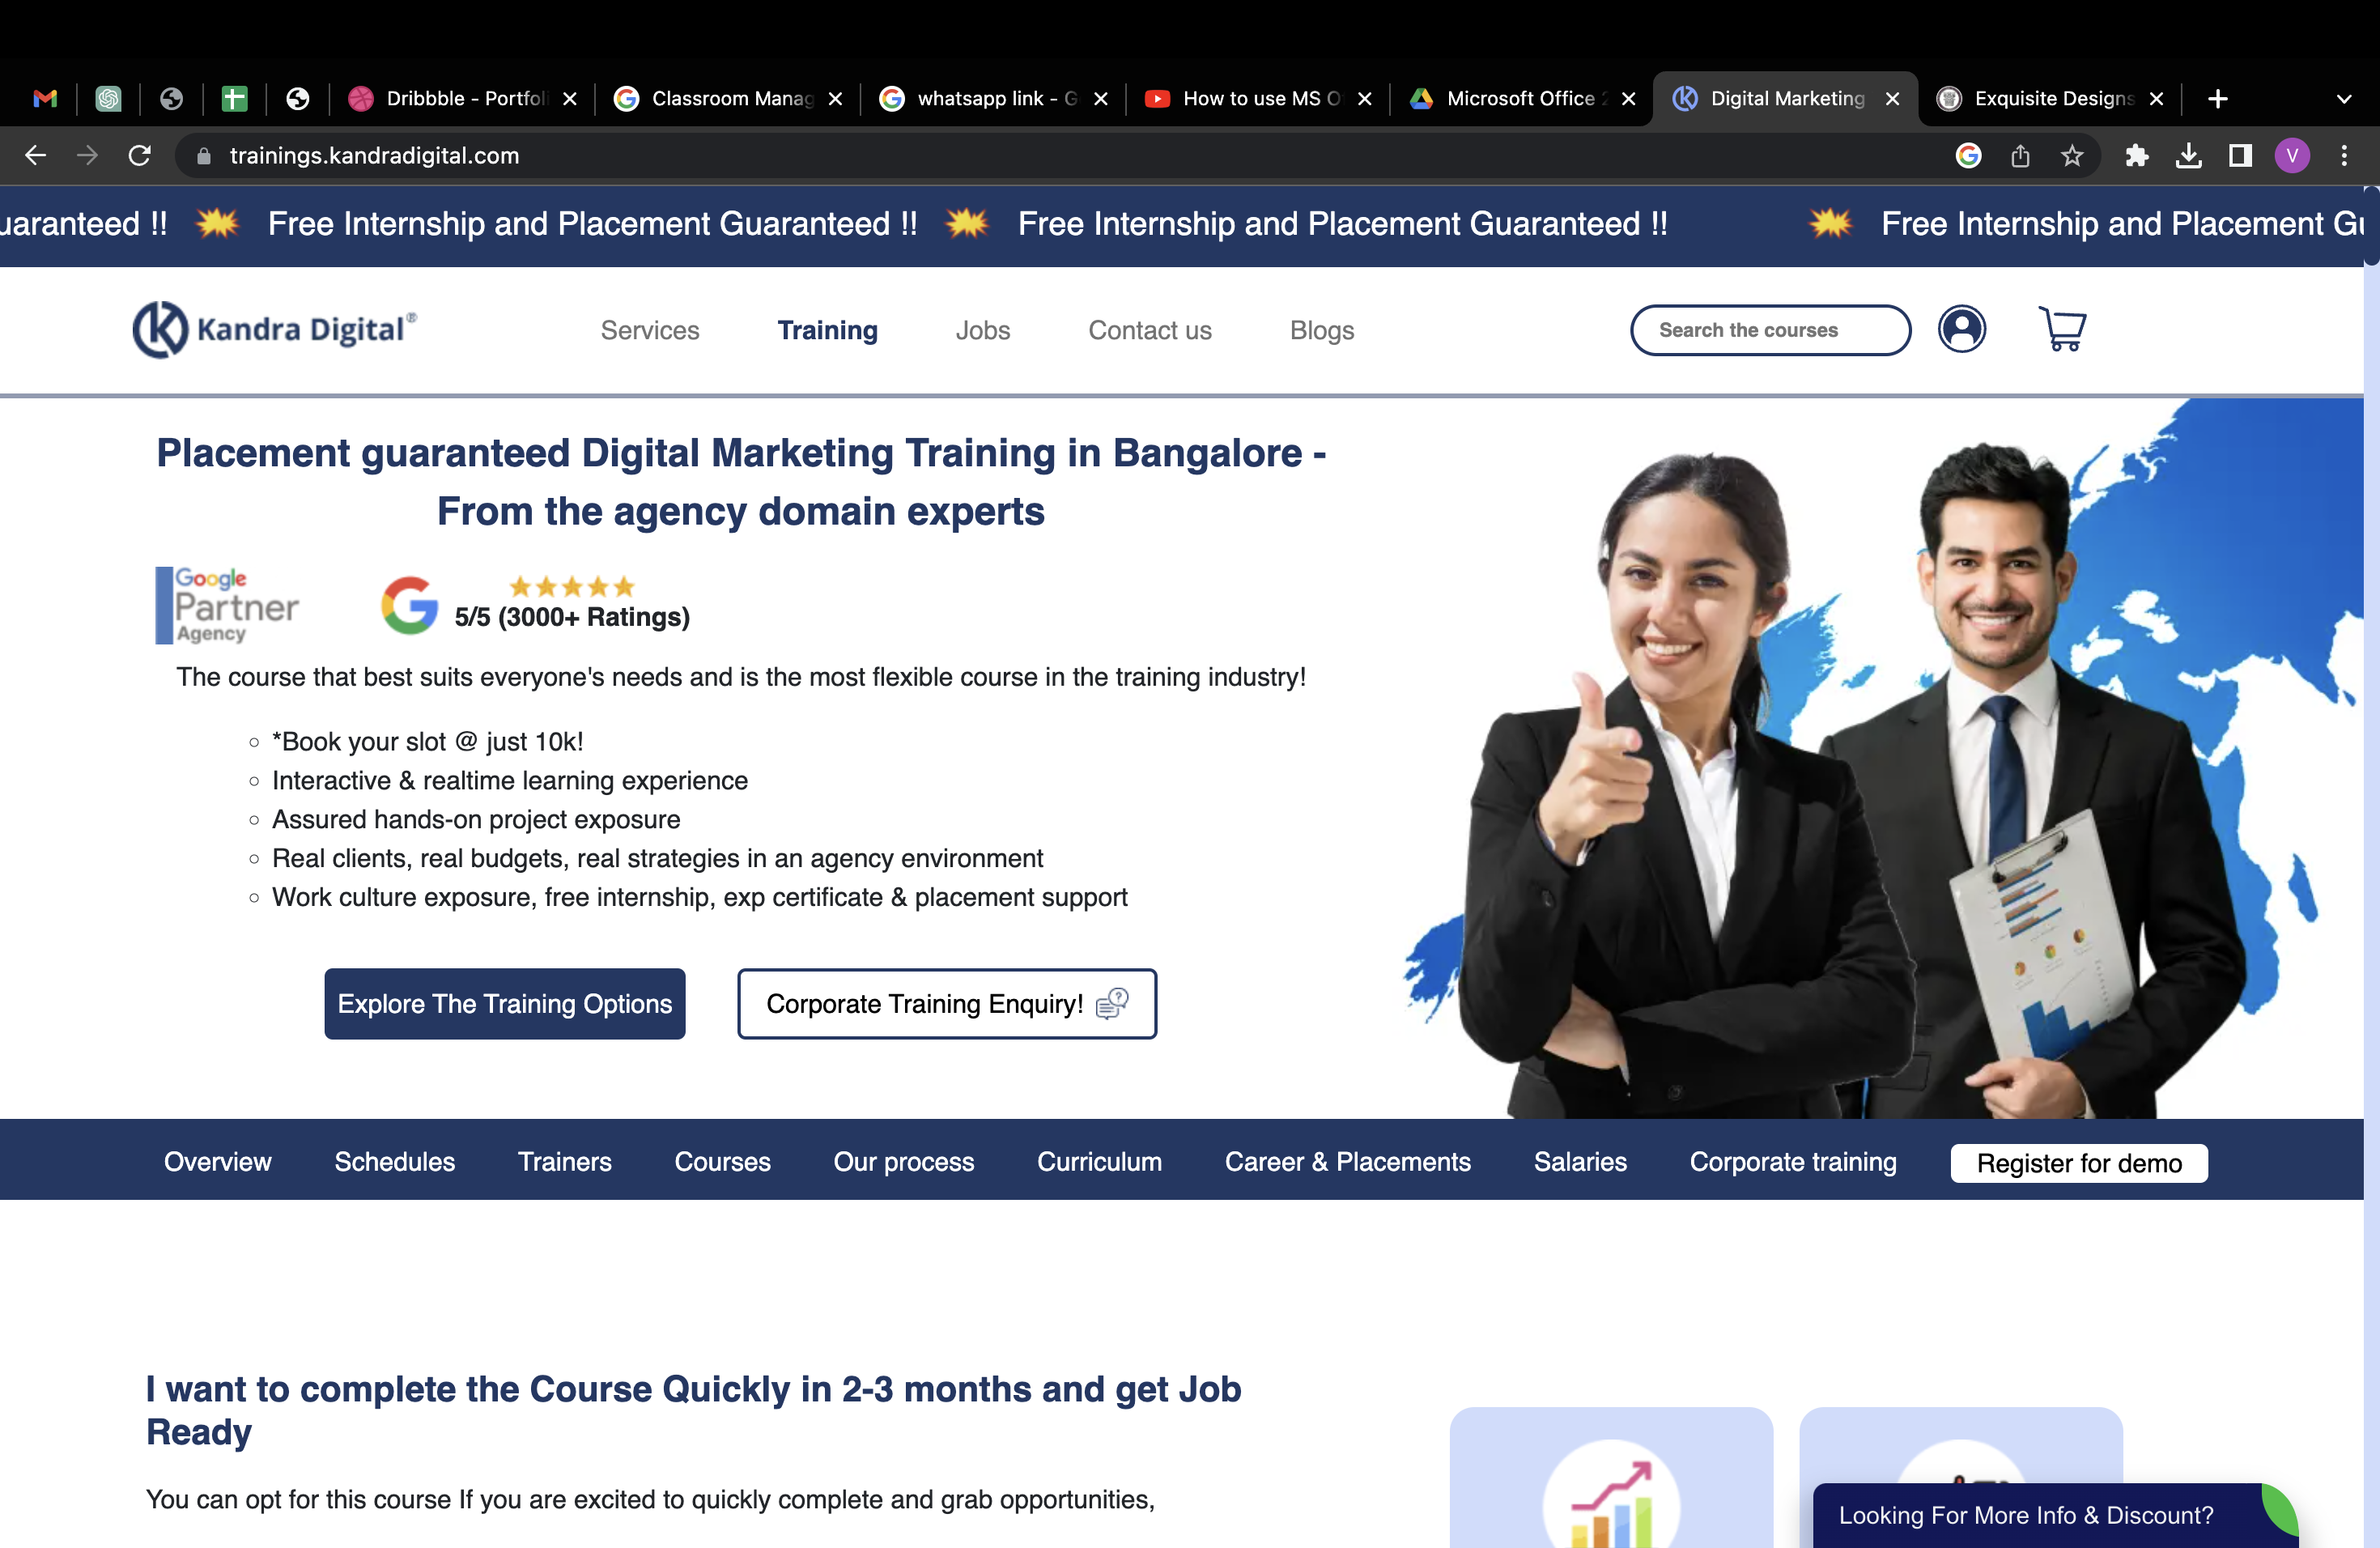 Dribbble - Portfoli
Classroom Manag
whatsapp link - G
How to use MS O
Microsoft Office 2
Digital Marketing
Exquisite Designs
trainings.kandradigital.com
V
uaranteed !! Free Internship and Placement Guaranteed !! Free Internship and Placement Guaranteed !! Free Internship and Placement Gu
Kandra Digital®
Services Training Jobs Contact us Blogs
Search the courses
Placement guaranteed Digital Marketing Training in Bangalore -
From the agency domain experts
Google
Partner
Agency
5/5 (3000+ Ratings)
The course that best suits everyone's needs and is the most flexible course in the training industry!
*Book your slot @ just 10k!
Interactive & realtime learning experience
Assured hands-on project exposure
Real clients, real budgets, real strategies in an agency environment
Work culture exposure, free internship, exp certificate & placement support
Explore The Training Options
Corporate Training Enquiry!
Overview Schedules Trainers Courses Our process Curriculum Career & Placements Salaries Corporate training Register for demo
I want to complete the Course Quickly in 2-3 months and get Job
Ready
You can opt for this course If you are excited to quickly complete and grab opportunities,
Looking For More Info & Discount?